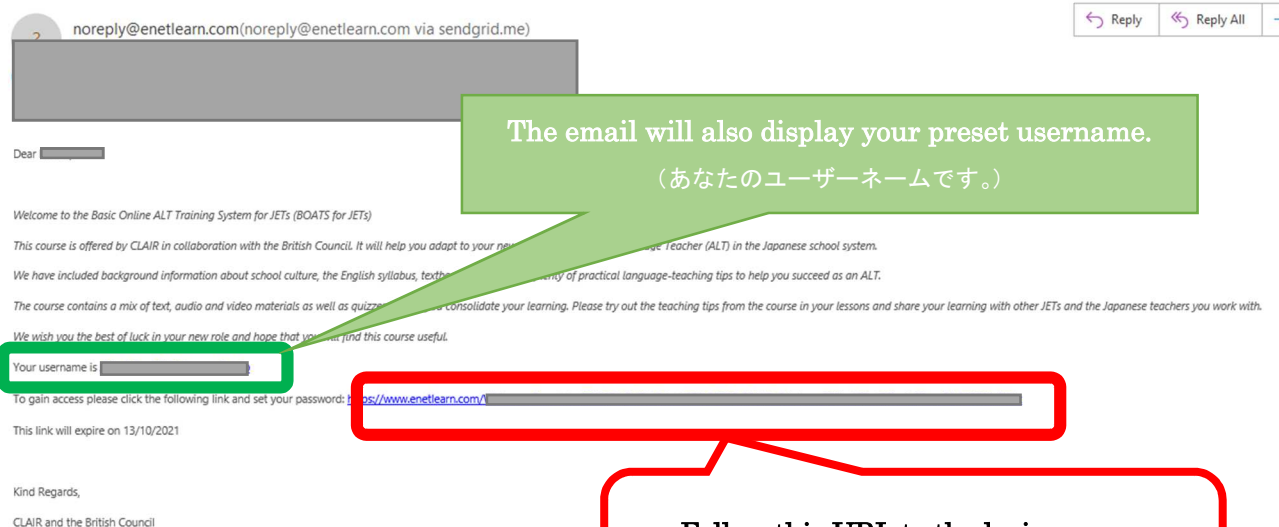 noreply@enetlearn.com(noreply@enetlearn.com via sendgrid.me)
Reply
Reply All
The email will also display your preset username.
（あなたのユーザーネームです。）
Dear
Welcome to the Basic Online ALT Training System for JETs (BOATS for JETs)
This course is offered by CLAIR in collaboration with the British Council. It will help you adapt to your Teacher (ALT) in the Japanese school system.
We have included background information about school culture, the English syllabus, of practical language-teaching tips to help you succeed as an ALT.
The course contains a mix of text, audio and video materials as well as consolidate your learning. Please try out the teaching tips from the course in your lessons and share your learning with other JETs and the Japanese teachers you work with.
We wish you the best of luck in your new role and hope that find this course useful.
Your username is
To gain access please click the following link and set your password: https://www.enetlearn.com/
This link will expire on 13/10/2021
Kind Regards,
CLAIR and the British Council